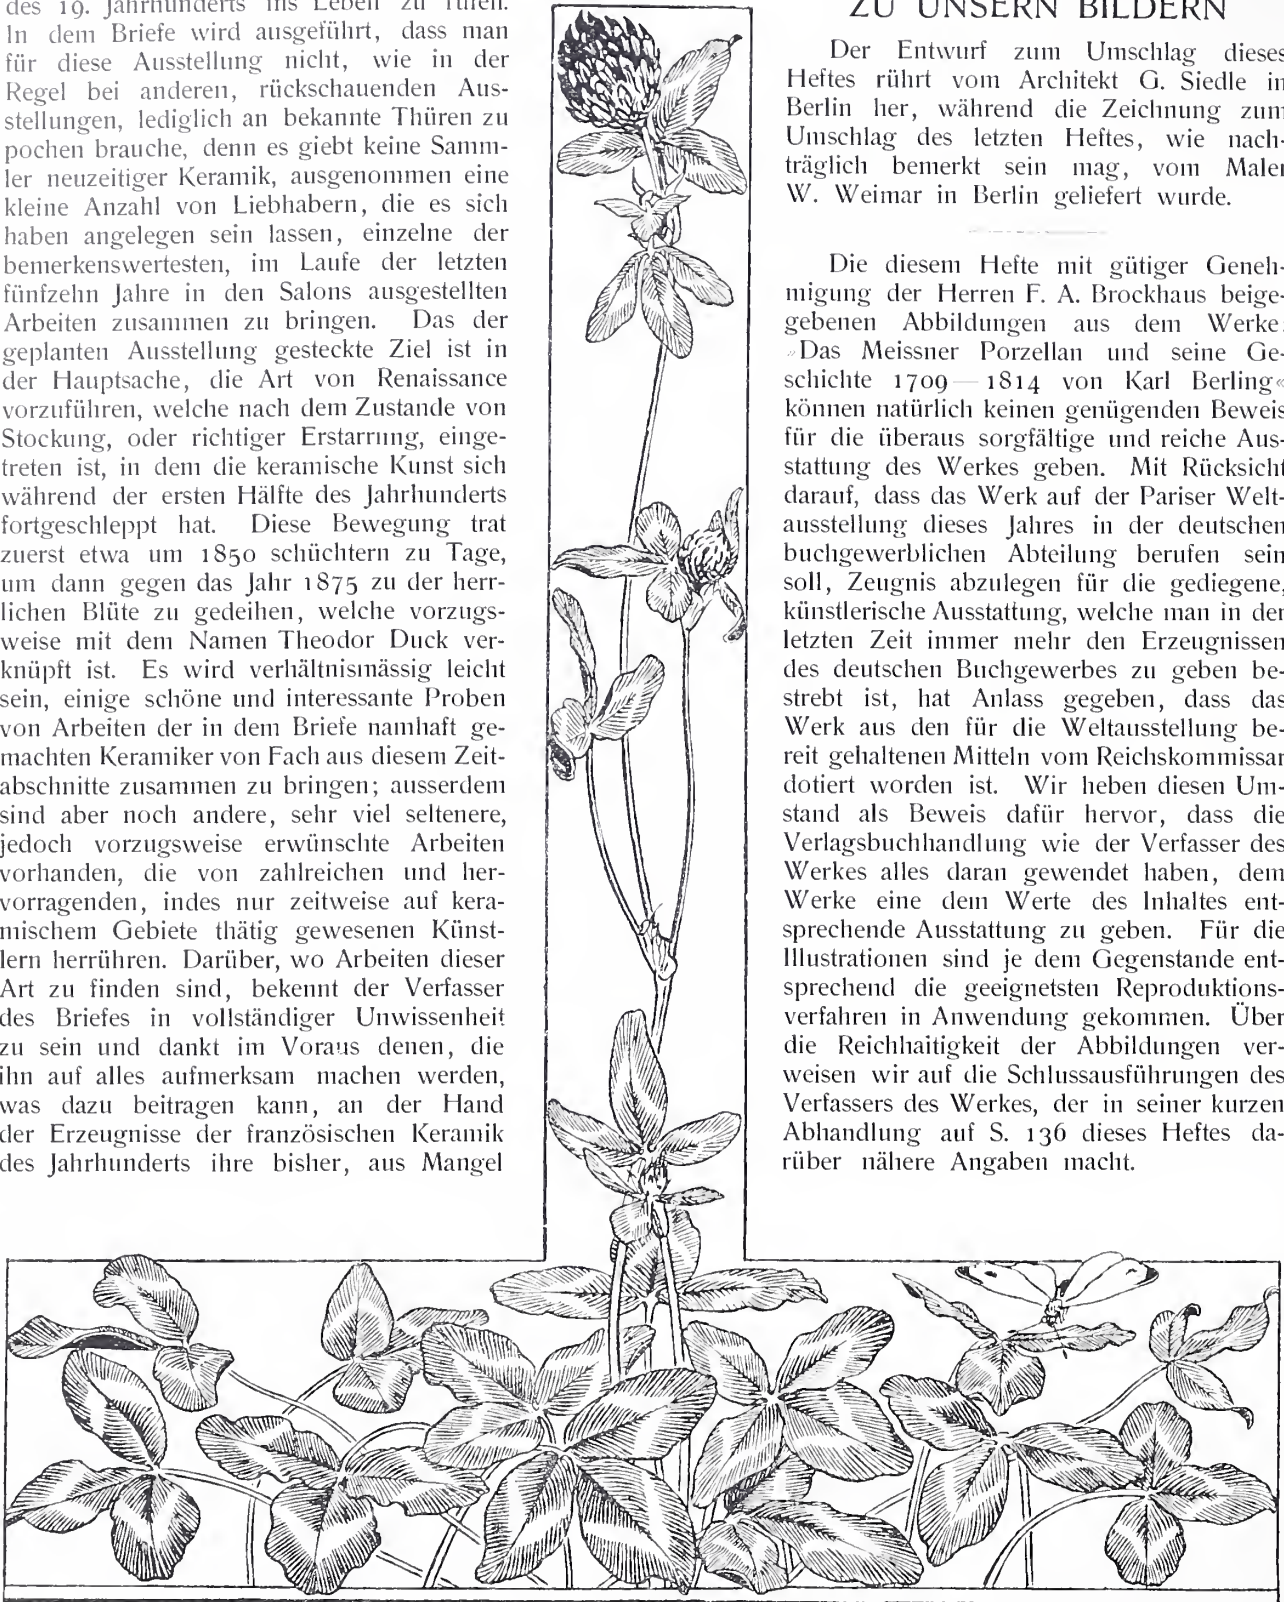 des 19. Jahrhunderts ins Leben zu rufen.
In dem Briefe wird ausgeführt, dass man
für diese Ausstellung nicht, wie in der
Regel bei anderen, rückschauenden Aus-
stellungen, lediglich an bekannte Thüren zu
pochen brauche, denn es giebt keine Samm-
ler neuzeitiger Keramik, ausgenommen eine
kleine Anzahl von Liebhabern, die es sich
haben angelegen sein lassen, einzelne der
bemerkenswertesten, im Laufe der letzten
fünfzehn Jahre in den Salons ausgestellten
Arbeiten zusammen zu bringen. Das der
geplanten Ausstellung gesteckte Ziel ist in
der Hauptsache, die Art von Renaissance
vorzuführen, welche nach dem Zustande von
Stockung, oder richtiger Erstarrung, einge-
treten ist, in dem die keramische Kunst sich
während der ersten Hälfte des Jahrhunderts
fortgeschleppt hat. Diese Bewegung trat
zuerst etwa um 1850 schüchtern zu Tage,
um dann gegen das Jahr 1875 zu der herr-
lichen Blüte zu gedeihen, welche vorzugs-
weise mit dem Namen Theodor Duck ver-
knüpft ist. Es wird verhältnismässig leicht
sein, einige schöne und interessante Proben
von Arbeiten der in dem Briefe namhaft ge-
machten Keramiker von Fach aus diesem Zeit-
abschnitte zusammen zu bringen; ausserdem
sind aber noch andere, sehr viel seltenere,
jedoch vorzugsweise erwünschte Arbeiten
vorhanden, die von zahlreichen und her-
vorragenden, indes nur zeitweise auf kera-
mischem Gebiete thätig gewesenen Künst-
lern herrühren. Darüber, wo Arbeiten dieser
Art zu finden sind, bekennt der Verfasser
des Briefes in vollständiger Unwissenheit
zu sein und dankt im Voraus denen, die
ihn auf alles aufmerksam machen werden,
was dazu beitragen kann, an der Hand
der Erzeugnisse der französischen Keramik
des Jahrhunderts ihre bisher, aus Mangel
ZU UNSERN BILDERN
Der Entwurf zum Umschlag dieses
Heftes rührt vom Architekt G. Siedle in
Berlin her, während die Zeichnung zum
Umschlag des letzten Heftes, wie nach-
träglich bemerkt sein mag, vom Maler
W. Weimar in Berlin geliefert wurde.
Die diesem Hefte mit gütiger Geneh-
migung der Herren F. A. Brockhaus beige-
gebenen Abbildungen aus dem Werke:
»Das Meissner Porzellan und seine Ge-
schichte 1709—1814 von Karl Berling«
können natürlich keinen genügenden Beweis
für die überaus sorgfältige und reiche Aus-
stattung des Werkes geben. Mit Rücksicht
darauf, dass das Werk auf der Pariser Welt-
ausstellung dieses Jahres in der deutschen
buchgewerblichen Abteilung berufen sein
soll, Zeugnis abzulegen für die gediegene,
künstlerische Ausstattung, welche man in der
letzten Zeit immer mehr den Erzeugnissen
des deutschen Buchgewerbes zu geben be-
strebt ist, hat Anlass gegeben, dass das
Werk aus den für die Weltausstellung be-
reit gehaltenen Mitteln vom Reichskommissar
dotiert worden ist. Wir heben diesen Um-
stand als Beweis dafür hervor, dass die
Verlagsbuchhandlung wie der Verfasser des
Werkes alles daran gewendet haben, dem
Werke eine dem Werte des Inhaltes ent-
sprechende Ausstattung zu geben. Für die
Illustrationen sind je dem Gegenstande ent-
sprechend die geeignetsten Reproduktions-
verfahren in Anwendung gekommen. Über
die Reichhaitigkeit der Abbildungen ver-
weisen wir auf die Schlussausführungen des
Verfassers des Werkes, der in seiner kurzen
Abhandlung auf S. 136 dieses Heftes da-
rüber nähere Angaben macht.